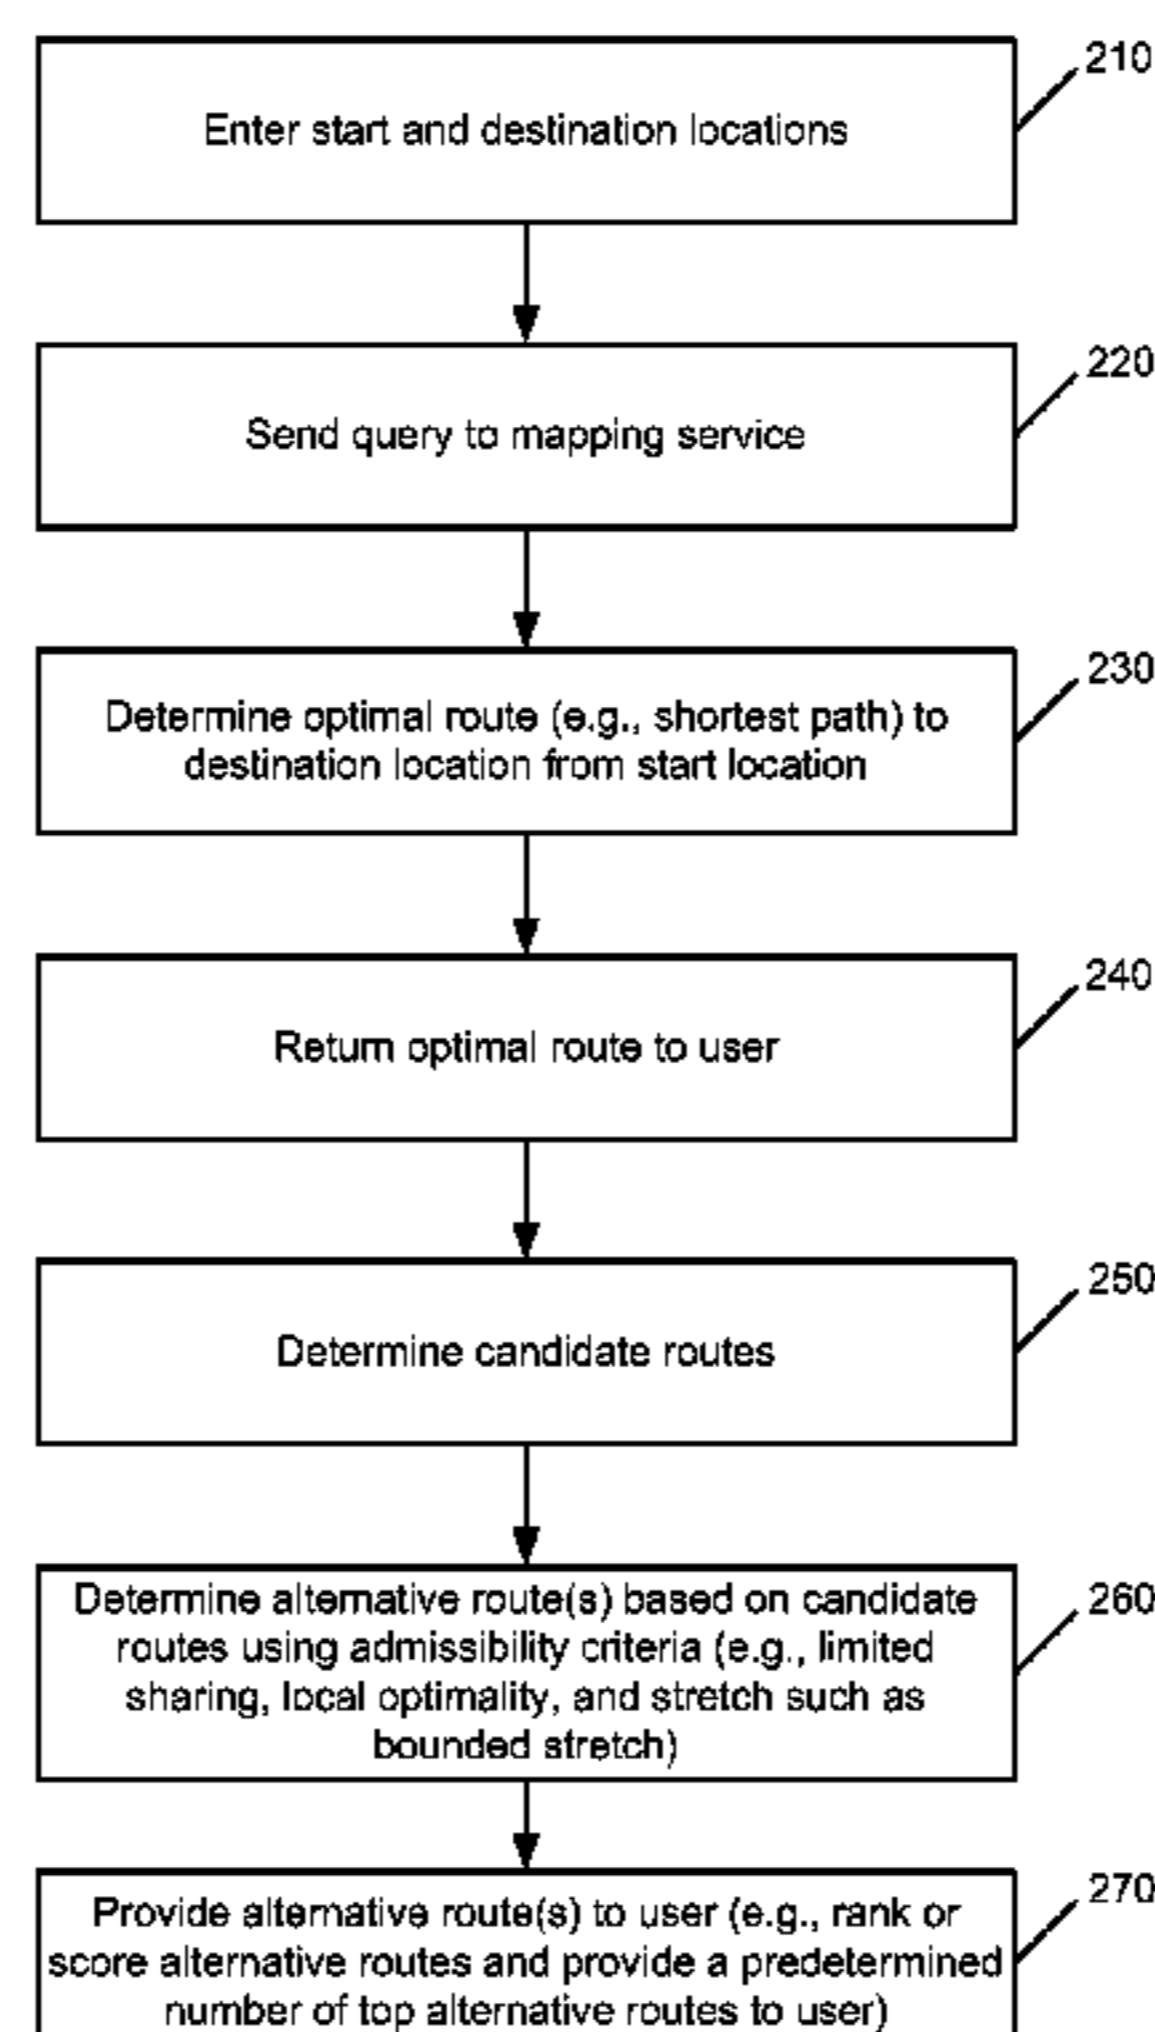 210
Enter start and destination locations
220
Send query to mapping service
230
Determine optimal route (e.g., shortest path) to
destination location from start location
240
Return optimal route to user
250
Determine candidate routes
260
Determine alternative route(s) based on candidate
routes using admissibility criteria (e.g., limited
sharing, local optimality, and stretch such as
bounded stretch)
270
Provide alternative route(s) to user (e.g., rank or
score alternative routes and provide a predetermined
number of top alternative routes to user)